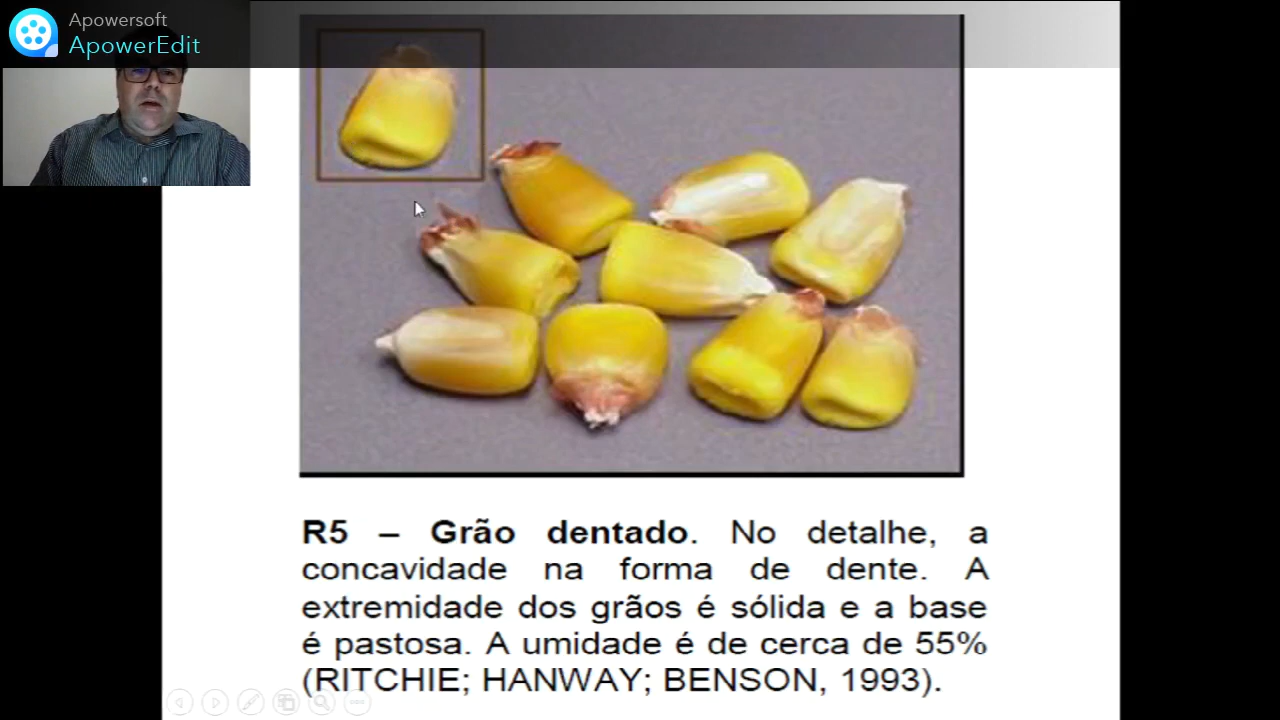 Apowersoft
ApowerEdit
R5 – Grão dentado. No detalhe, a
concavidade na forma de dente. A
extremidade dos grãos é sólida e a base
é pastosa. A umidade é de cerca de 55%
(RITCHIE; HANWAY; BENSON, 1993).